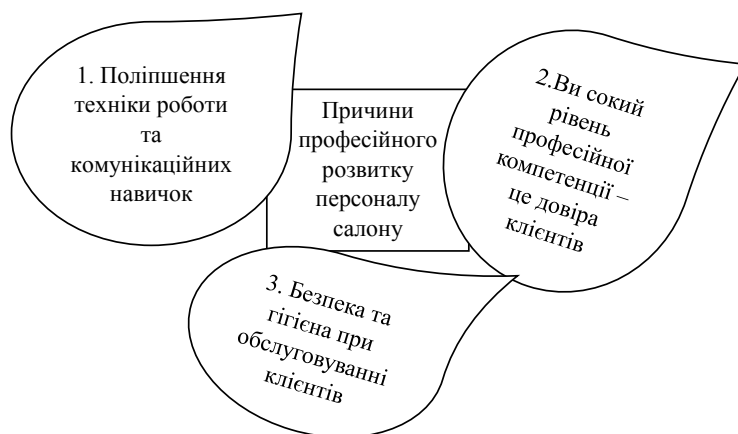 1. Поліпшення
техніки роботи
та
комунікаційних
навичок
Причини
професійного
розвитку
персоналу
салону
2.Ви сокий
рівень
професійної
компетенції –
це довіра
клієнтів
3. Безпека та
гігієна при
обслуговуванні
клієнтів